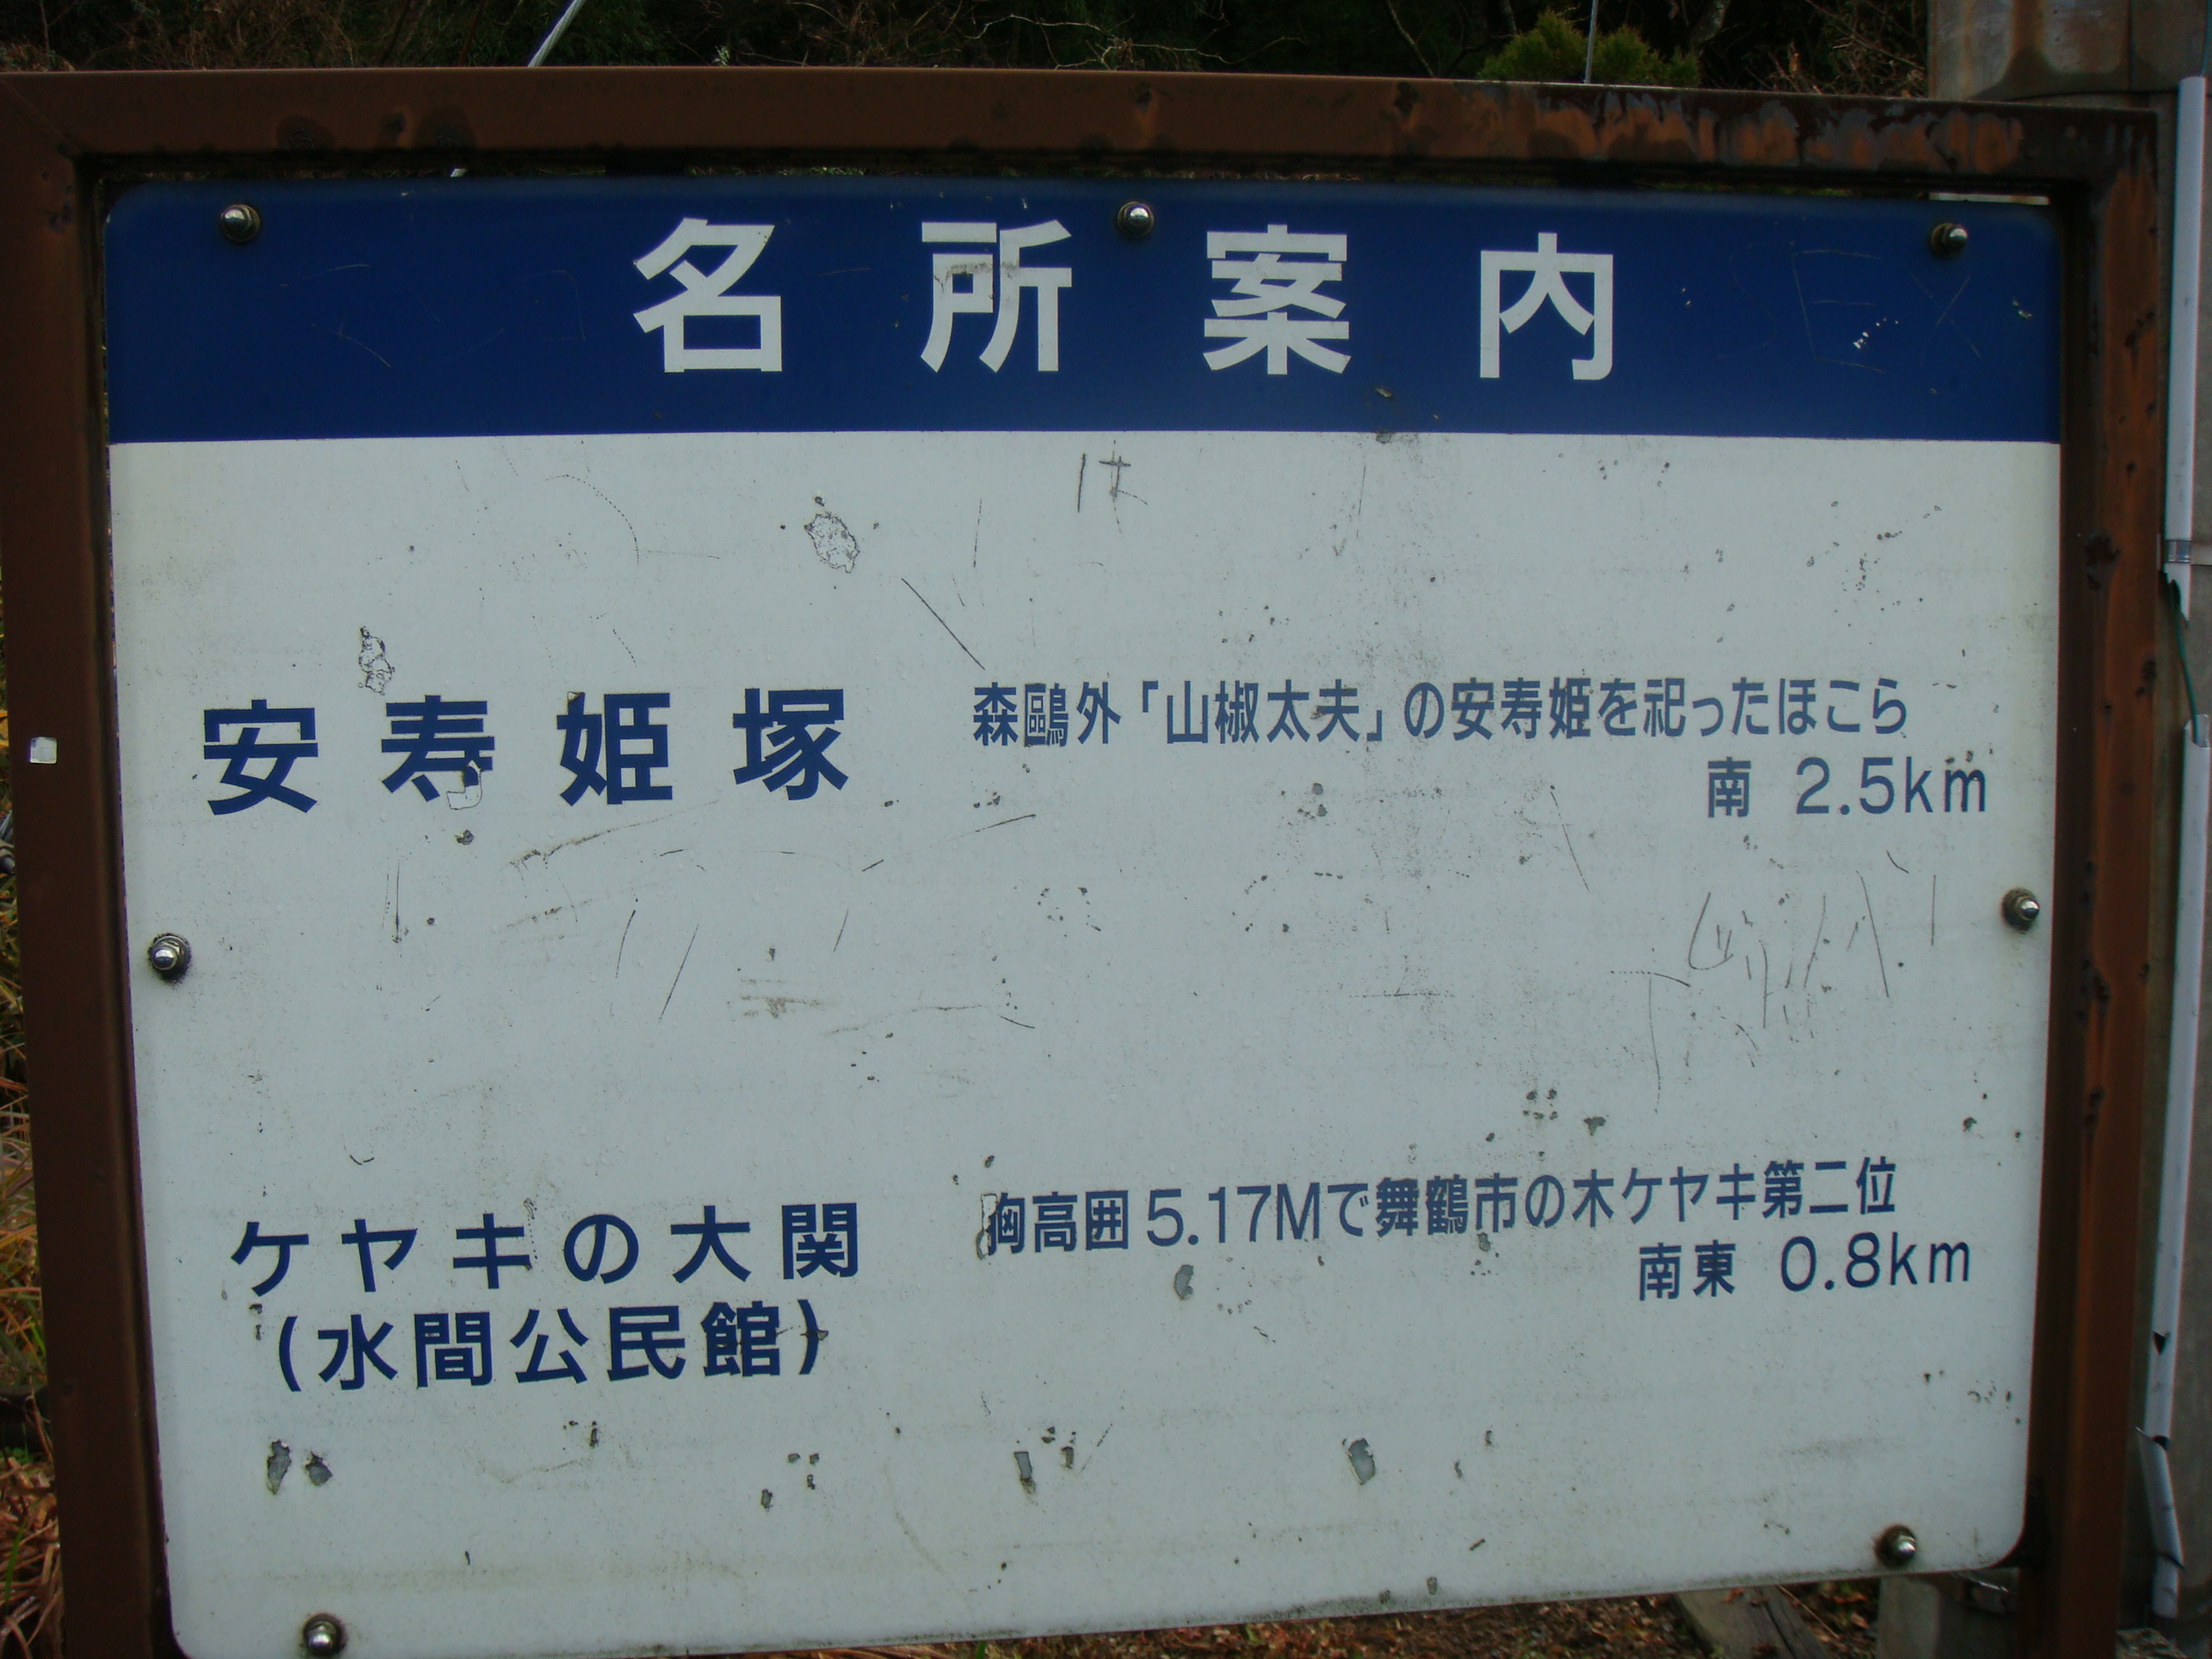 名所案内
安寿姫塚
森鷗外「山椒太夫」の安寿姫を祀ったほこら
南 2.5km
ケヤキの大関
(水間公民館)
胸高囲5.17Mで舞鶴市の木ケヤキ第二位
南東 0.8km